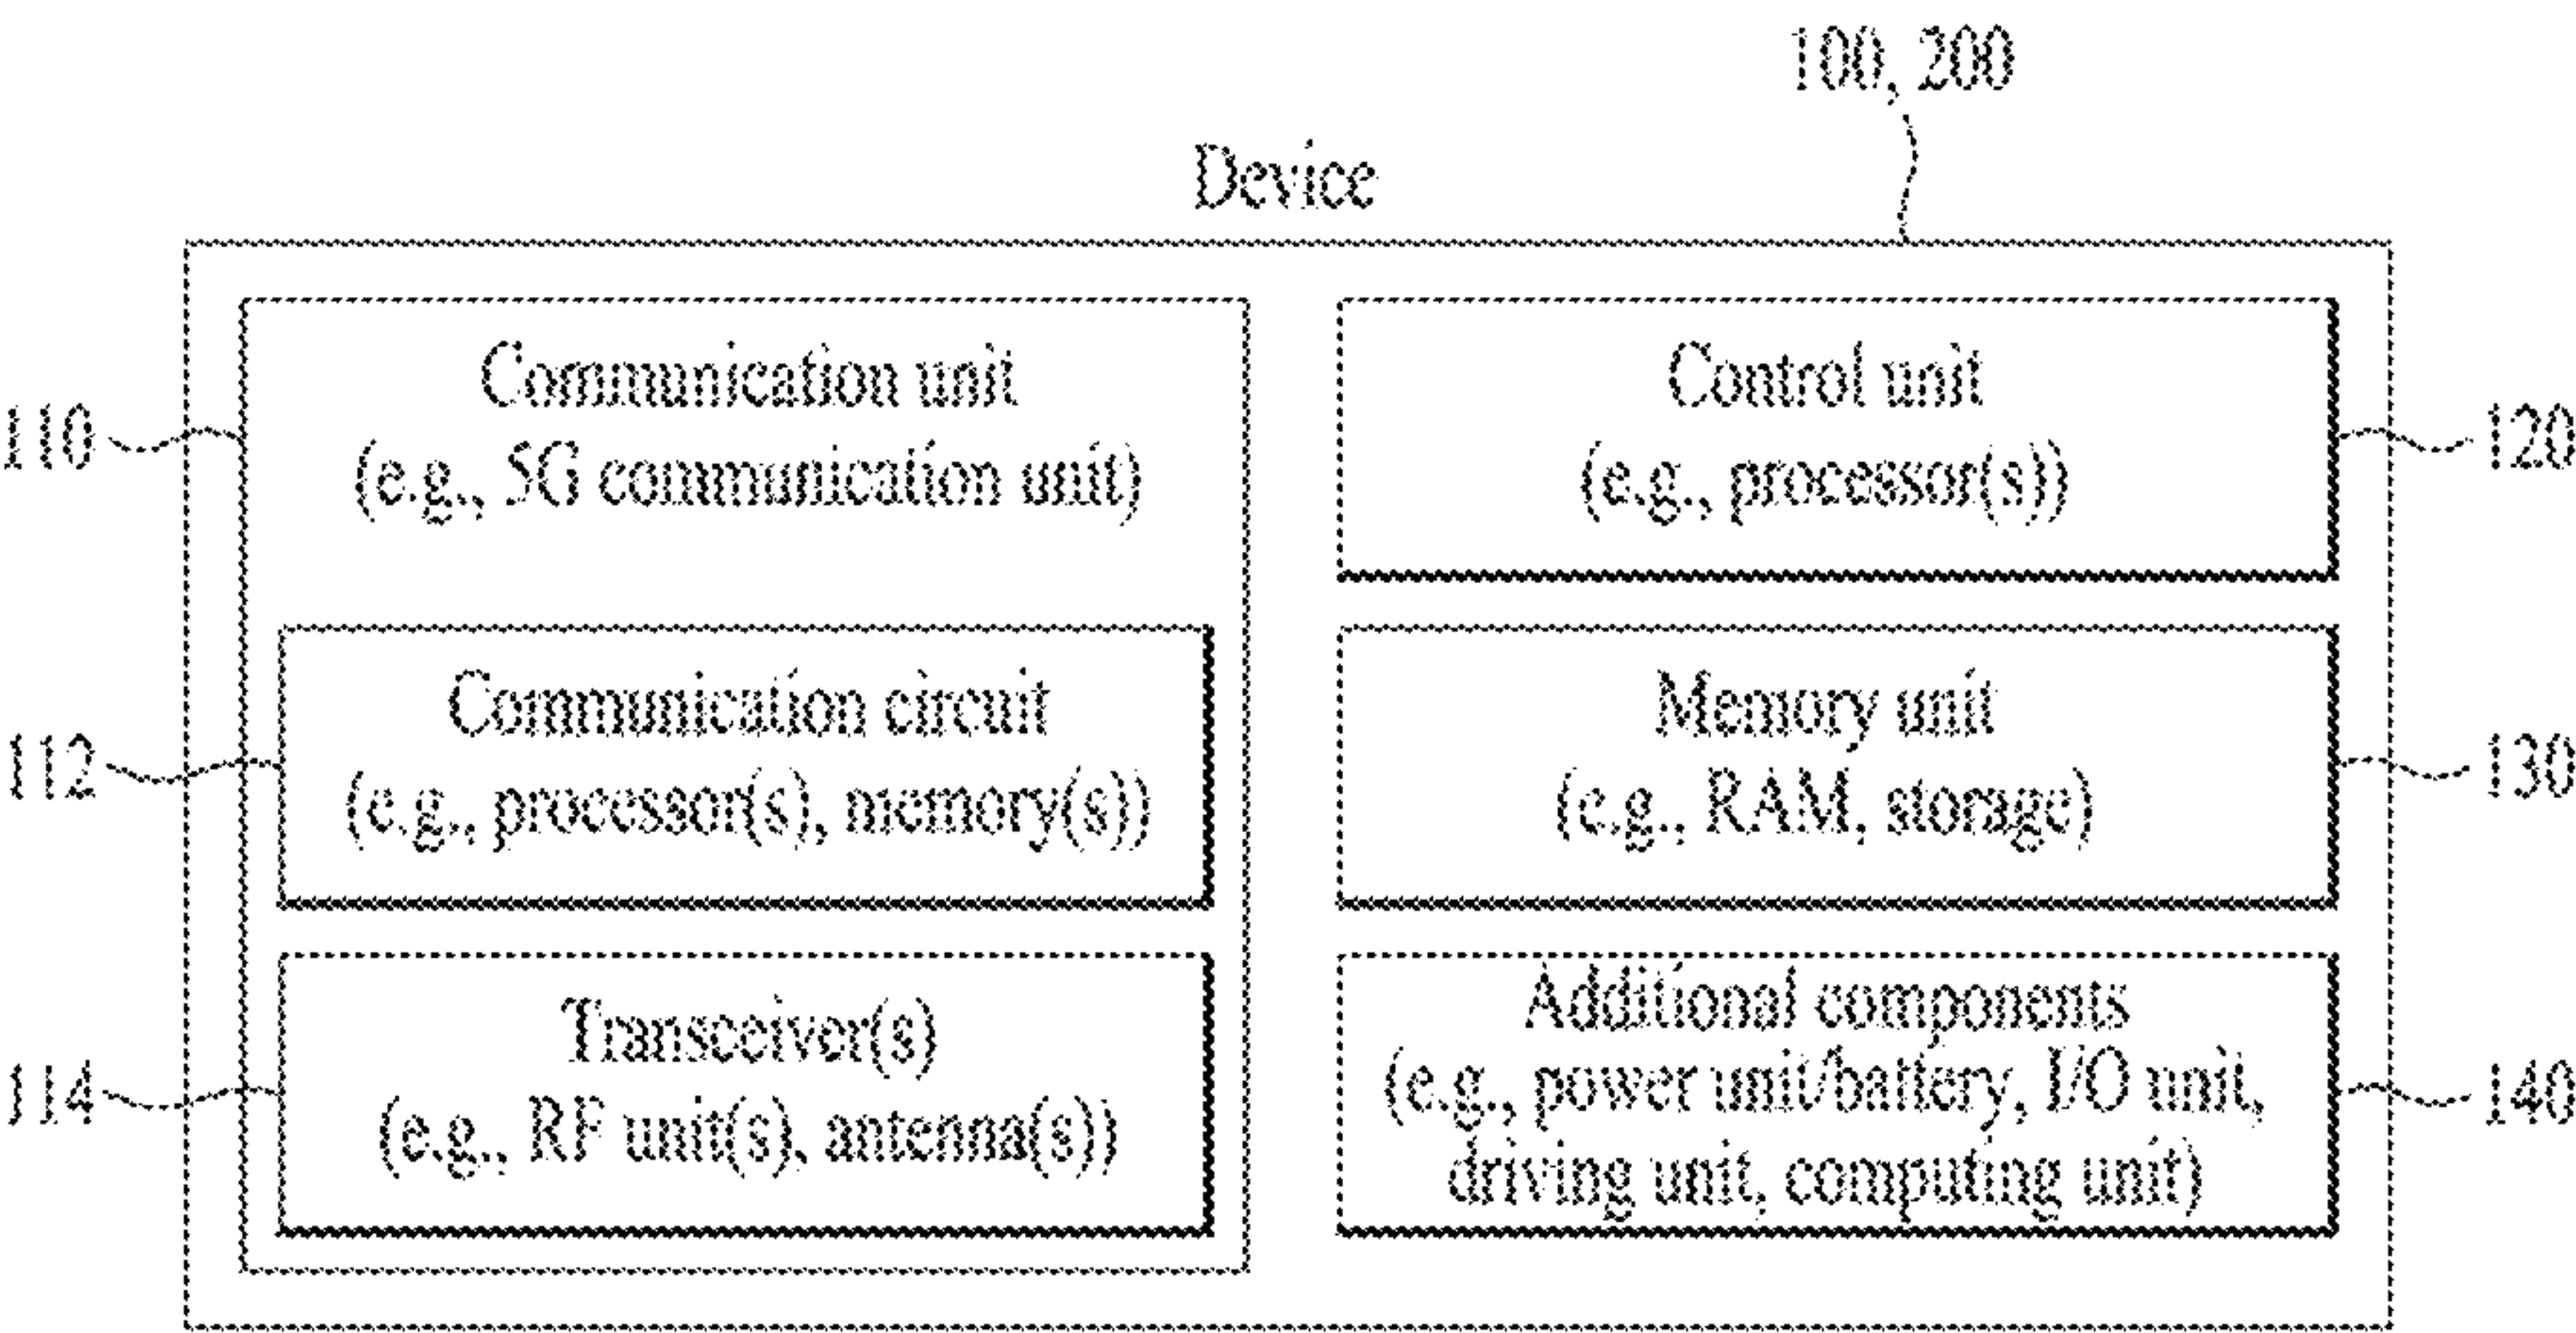 100, 200
Device
110
Communication unit
(e.g., 5G communication unit)
112
Communication circuit
(e.g., processor(s), memory(s))
114
Transceiver(s)
(e.g., RF unit(s), antenna(s))
Control unit
(e.g., processor(s))
120
Memory unit
(e.g., RAM, storage)
130
Additional components
(e.g., power unit/battery, I/O unit,
driving unit, computing unit)
140